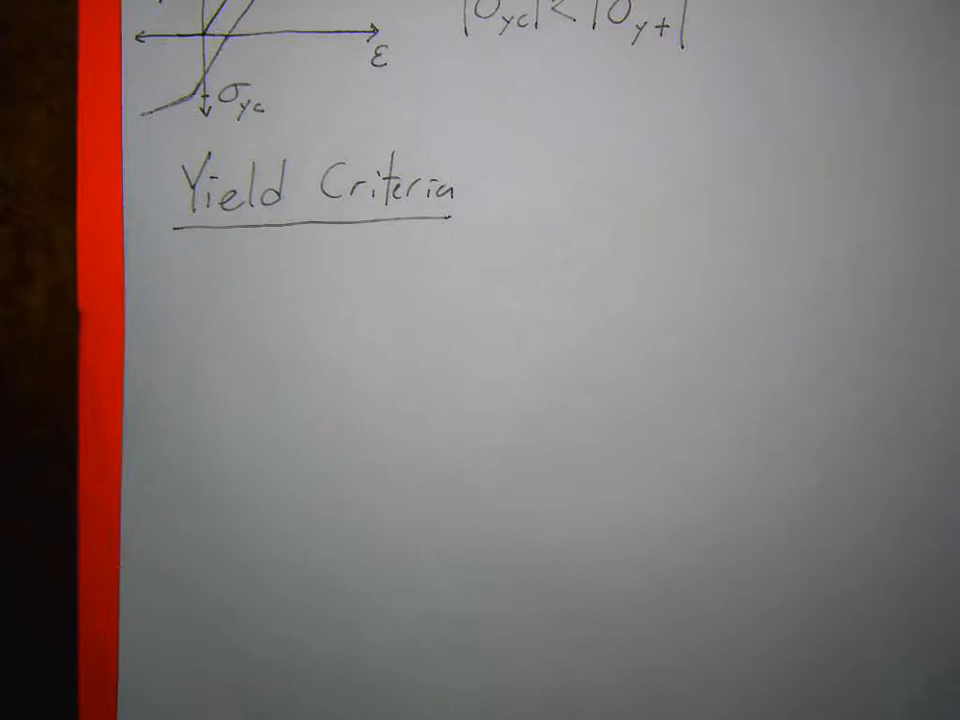 |σyc| < |σyt|
ε
σyc
Yield Criteria